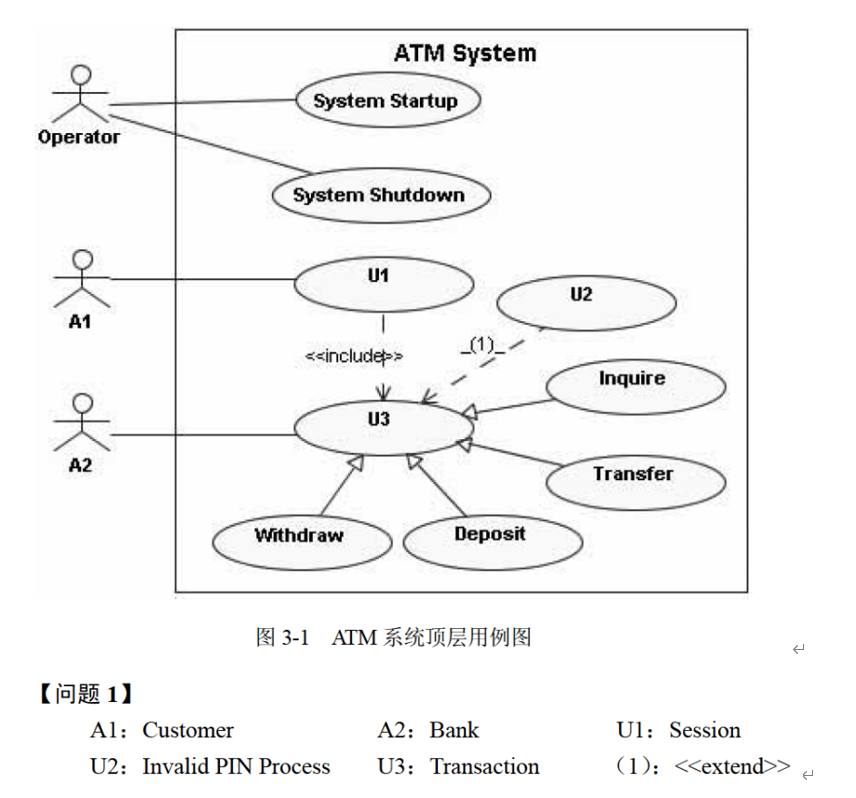 ATM System
System Startup
Operator
System Shutdown
U1
U2
A1
<<include>>
_(1)_
Inquire
U3
A2
Transfer
Withdraw
Deposit
图 3-1 ATM 系统顶层用例图
【问题 1】
A1：Customer A2：Bank U1：Session
U2：Invalid PIN Process U3：Transaction （1）：<<extend>>